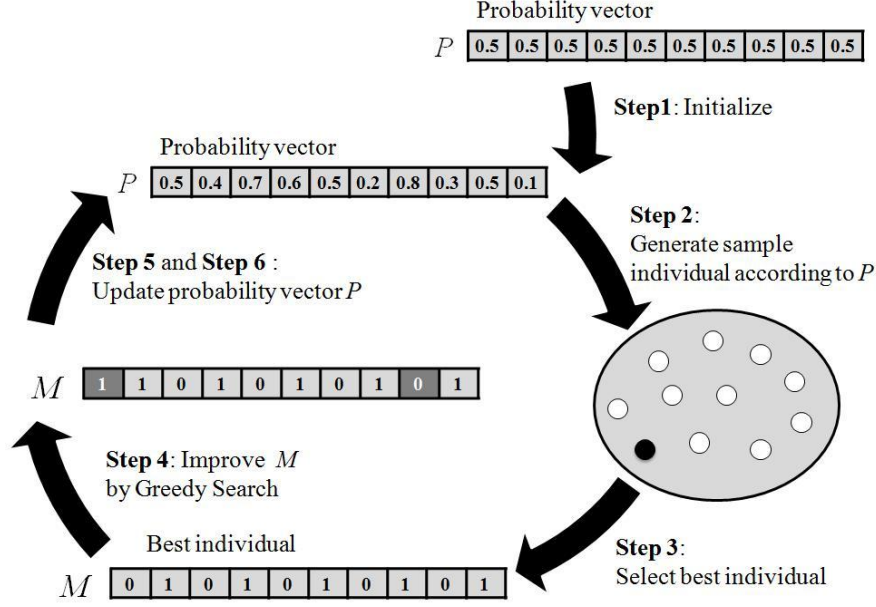 Probability vector
P 0.5 0.5 0.5 0.5 0.5 0.5 0.5 0.5 0.5 0.5
Step1: Initialize
Probability vector
P 0.5 0.4 0.7 0.6 0.5 0.2 0.8 0.3 0.5 0.1
Step 2:
Generate sample
individual according to P
Step 5 and Step 6 :
Update probability vector P
M 1 1 0 1 0 1 0 1 0 1
Step 4: Improve M
by Greedy Search
Step 3:
Select best individual
Best individual
M 0 1 0 1 0 1 0 1 0 1